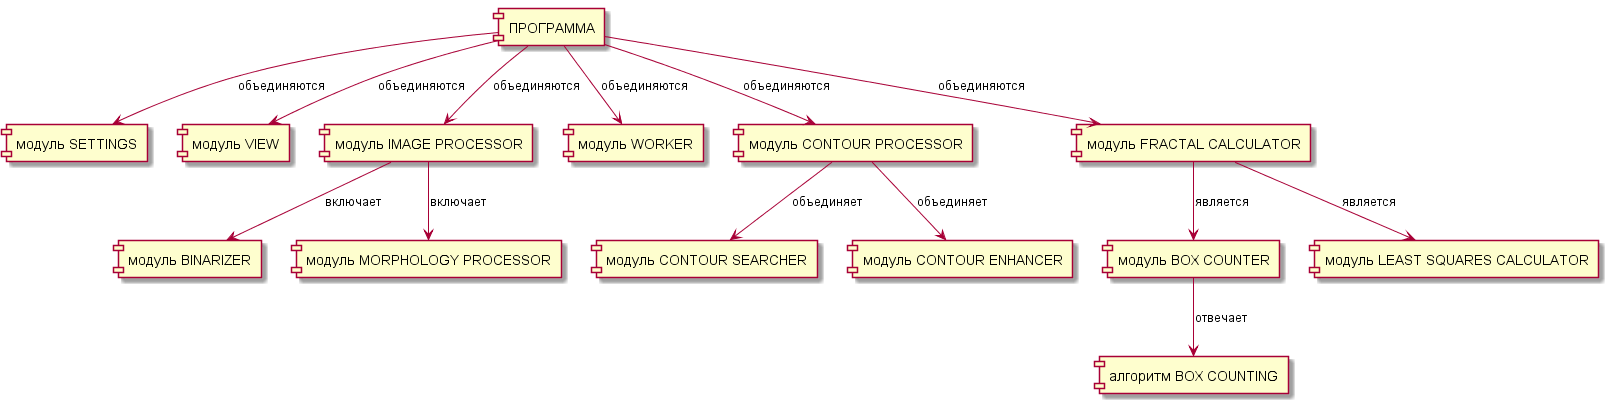 ПРОГРАММА
объединяются
объединяются
объединяются
объединяются
объединяются
объединяются
модуль SETTINGS
модуль VIEW
модуль IMAGE PROCESSOR
модуль WORKER
модуль CONTOUR PROCESSOR
модуль FRACTAL CALCULATOR
включает
включает
объединяет
объединяет
является
является
модуль BINARIZER
модуль MORPHOLOGY PROCESSOR
модуль CONTOUR SEARCHER
модуль CONTOUR ENHANCER
модуль BOX COUNTER
модуль LEAST SQUARES CALCULATOR
отвечает
алгоритм BOX COUNTING